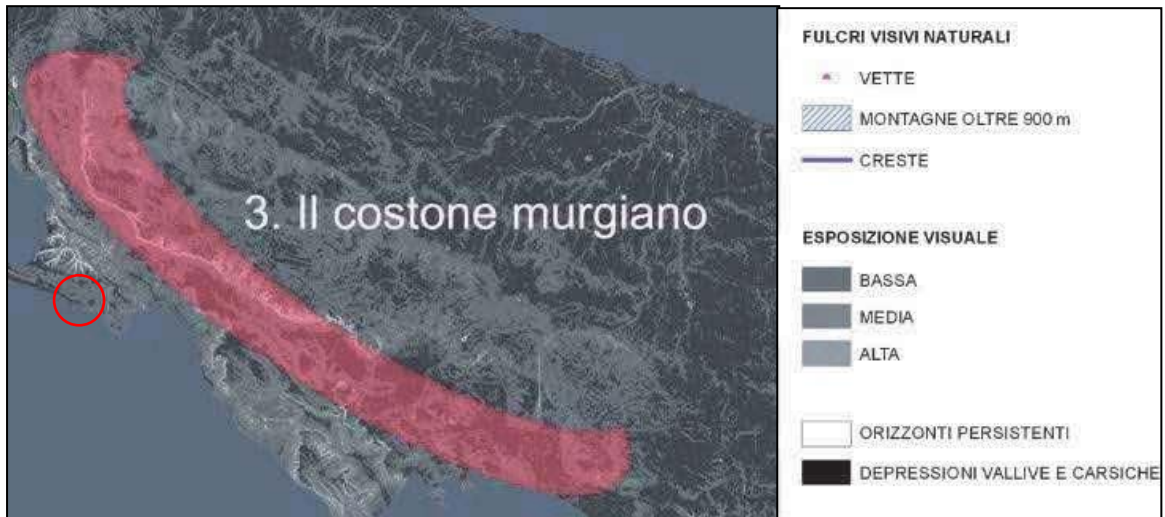 3. Il costone murgiano
FULCRI VISIVI NATURALI
VETTE
MONTAGNE OLTRE 900 m
CRESTE
ESPOSIZIONE VISUALE
BASSA
MEDIA
ALTA
ORIZZONTI PERSISTENTI
DEPRESSIONI VALLIVE E CARSICHE